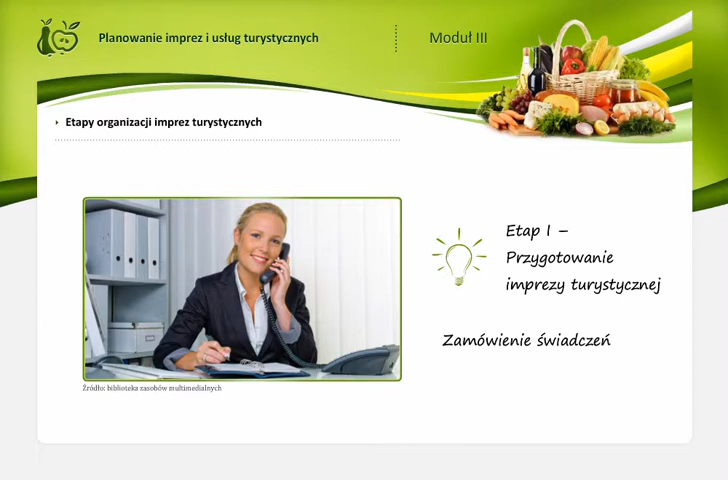 Planowanie imprez i usług turystycznych
Moduł III
Etapy organizacji imprez turystycznych
Etap I –
Przygotowanie
imprezy turystycznej
Zamówienie świadczeń
Źródło: biblioteka zasobów multimedialnych